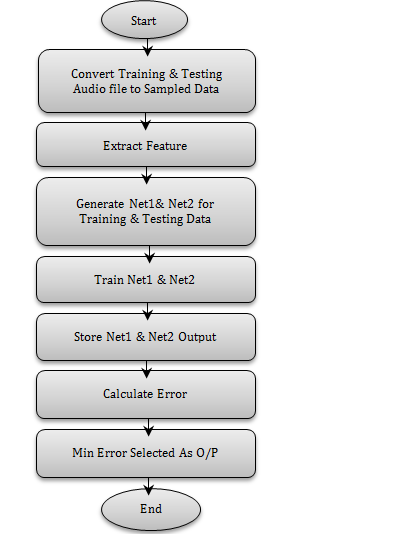 Start
Convert Training & Testing
Audio file to Sampled Data
Extract Feature
Generate Net1& Net2 for
Training & Testing Data
Train Net1 & Net2
Store Net1 & Net2 Output
Calculate Error
Min Error Selected As O/P
End